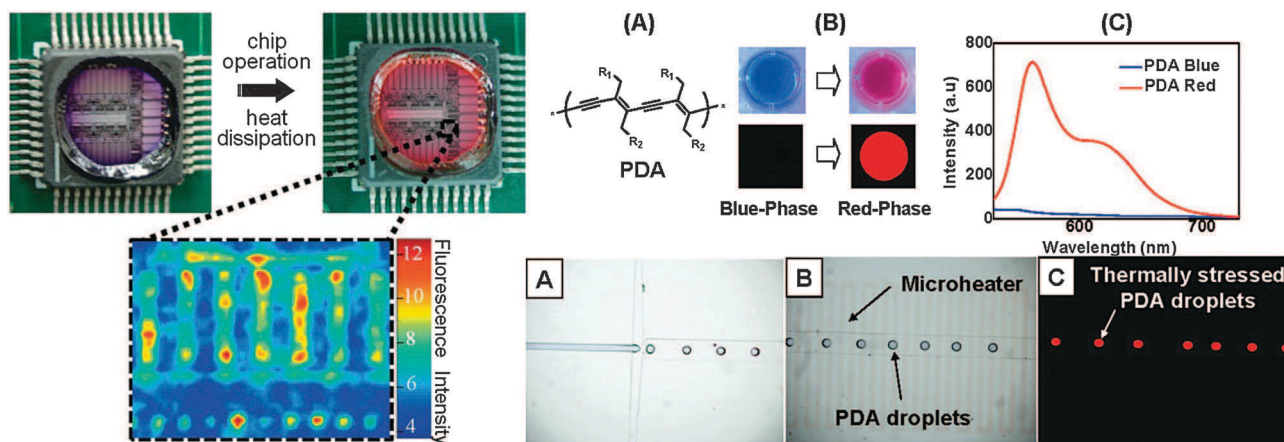 chip
operation
heat
dissipation
12
10
8
6
4
Fluorescence Intensity
(A)
R1
R1
*
*
R2
R2
PDA
(B)
Blue-Phase
Red-Phase
(C)
800
600
400
200
0
Intensity (a.u)
PDA Blue
PDA Red
600
700
Wavelength (nm)
A
B
Microheater
PDA droplets
C
Thermally stressed
PDA droplets